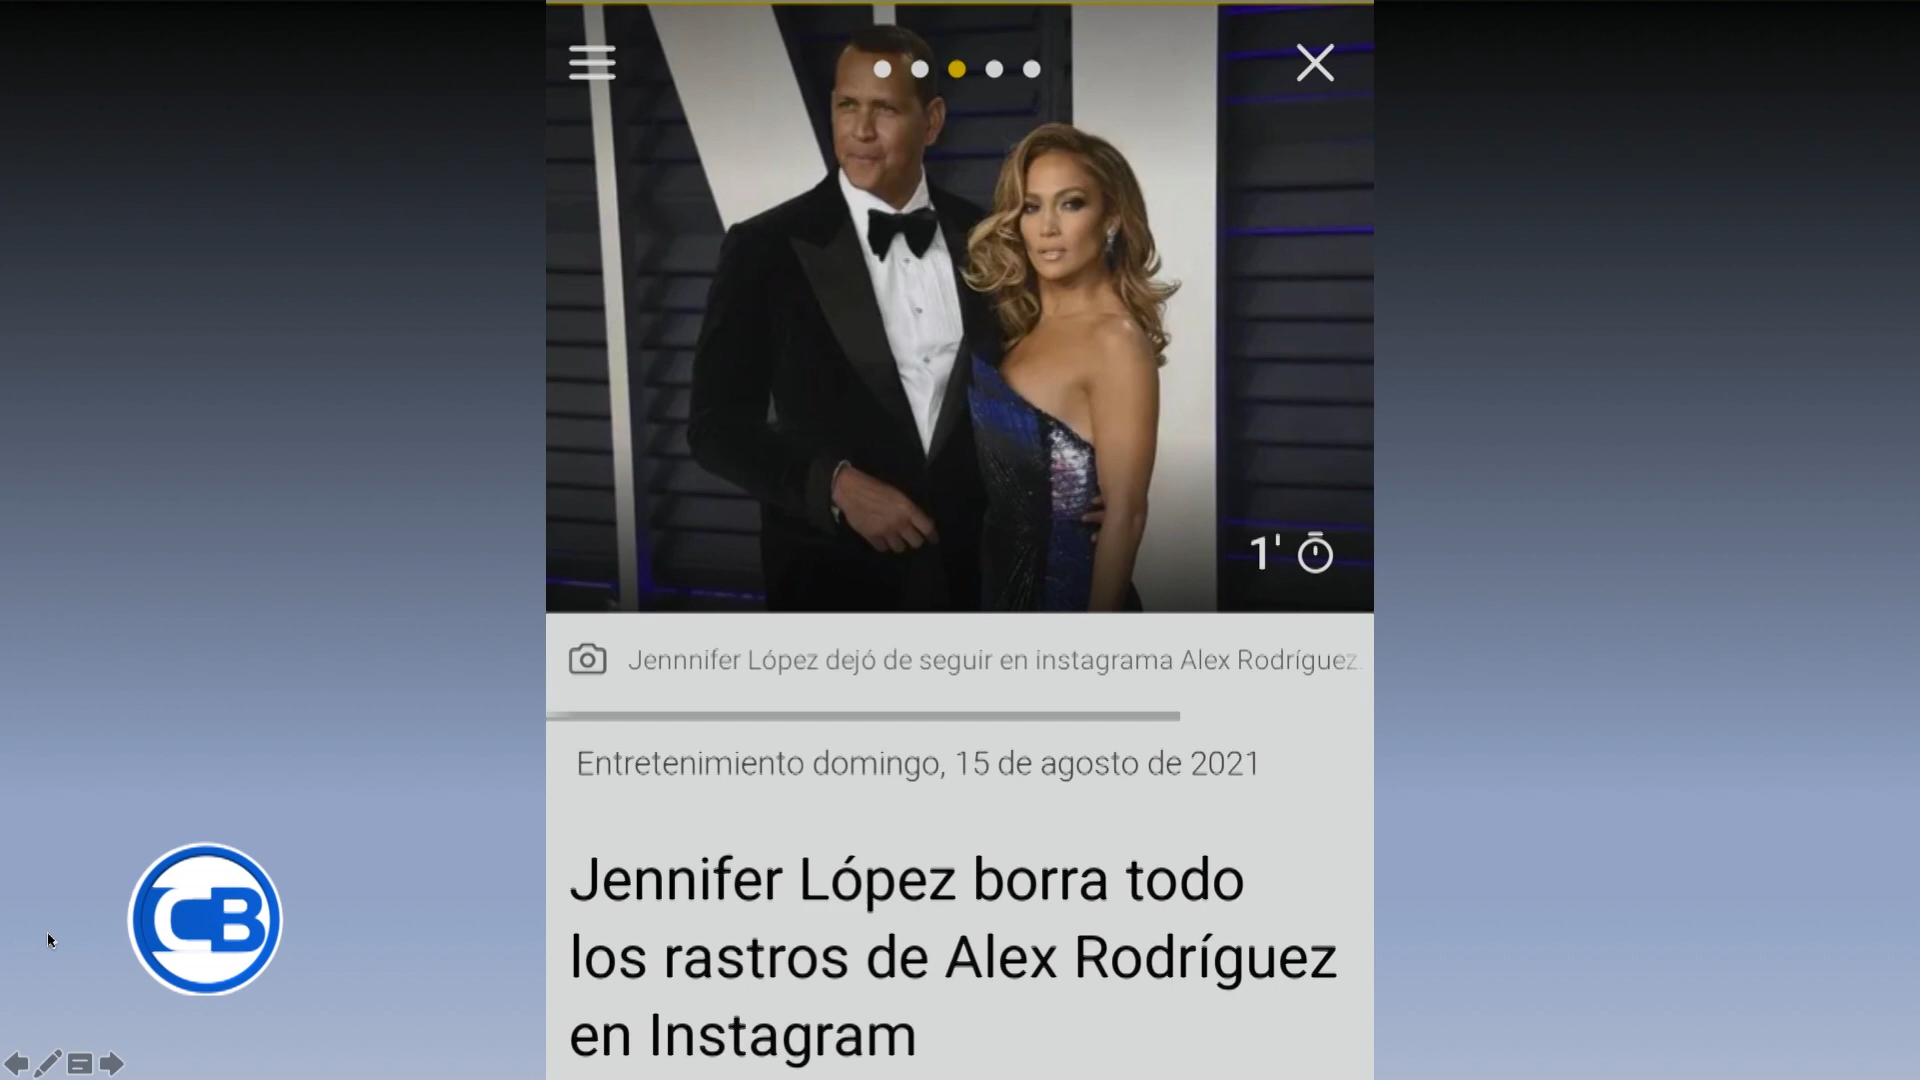 1'
Jennnifer López dejó de seguir en instagrama Alex Rodríguez.
Entretenimiento domingo, 15 de agosto de 2021
Jennifer López borra todo
los rastros de Alex Rodríguez
en Instagram
CB